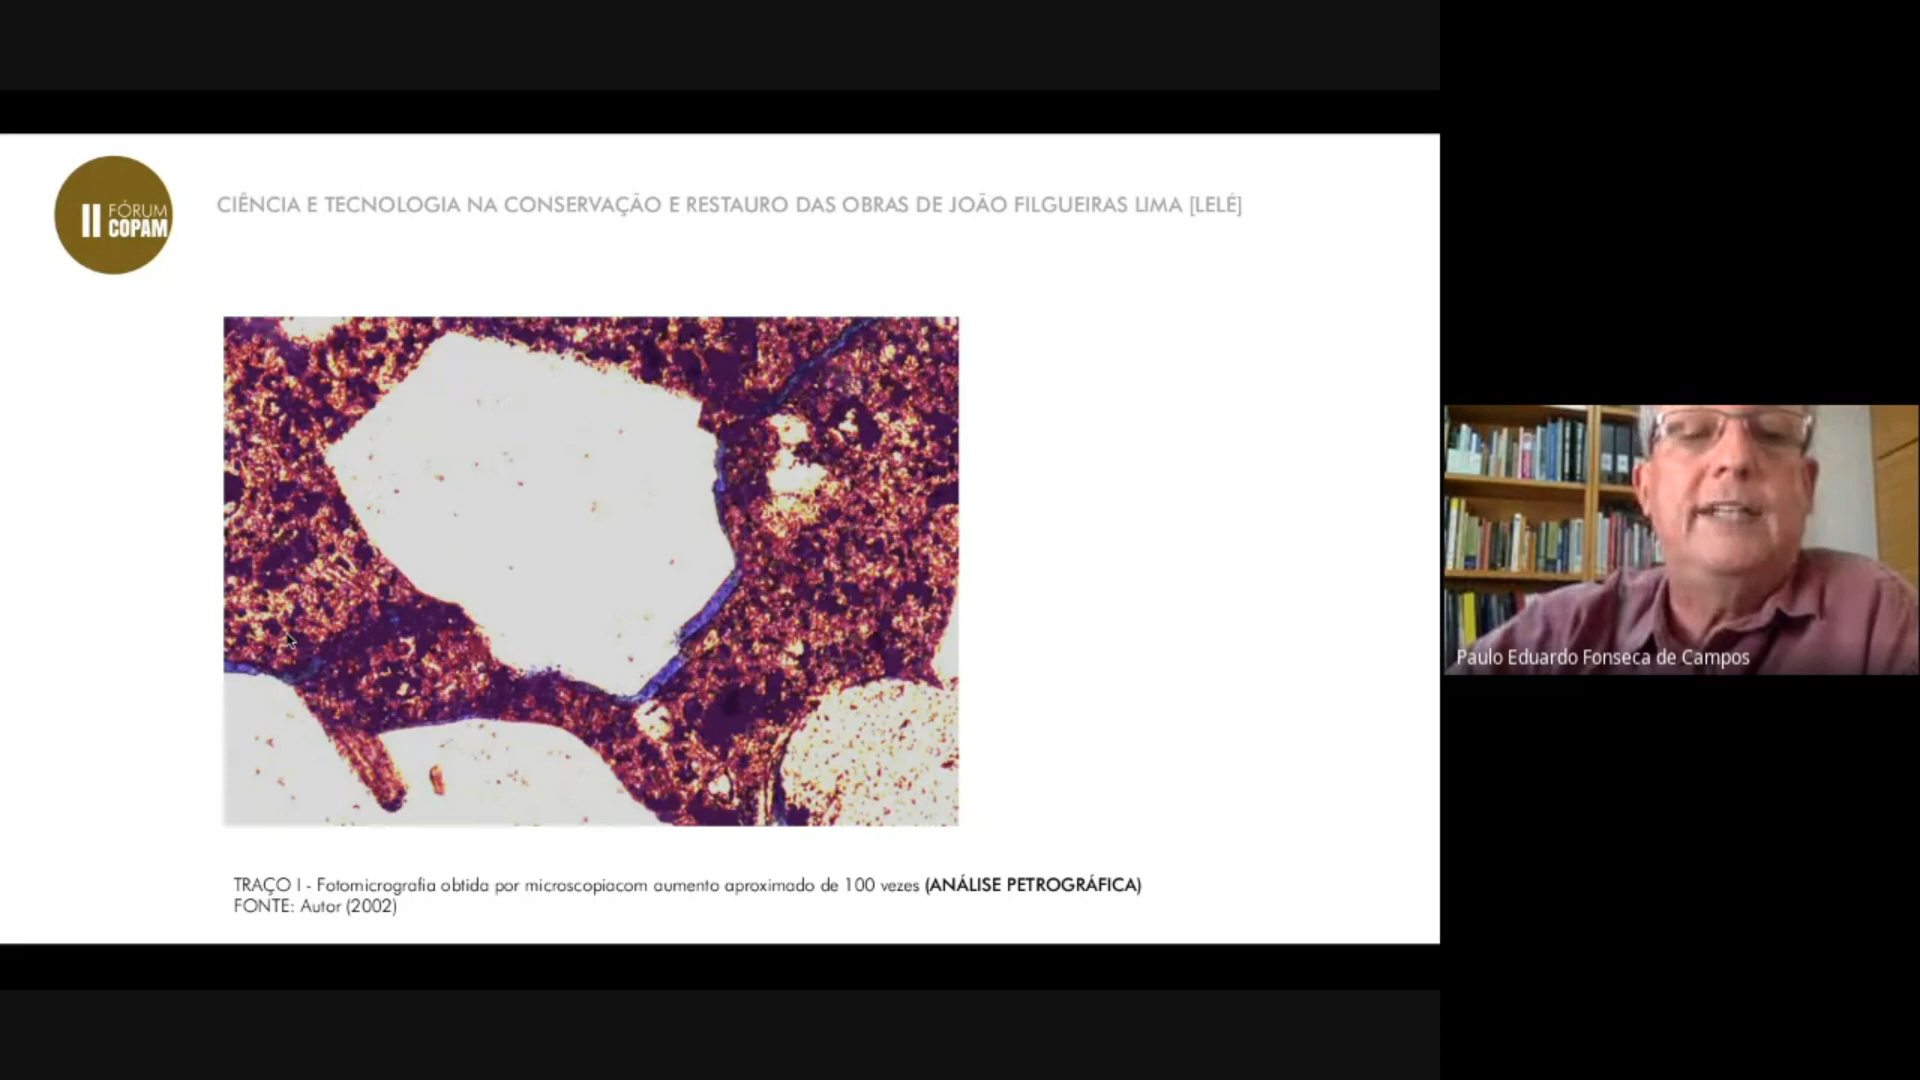 II FÓRUM
COPAM
CIÊNCIA E TECNOLOGIA NA CONSERVAÇÃO E RESTAURO DAS OBRAS DE JOÃO FILGUEIRAS LIMA [LELÉ]
Paulo Eduardo Fonseca de Campos
TRAÇO I - Fotomicrografia obtida por microscopiacom aumento aproximado de 100 vezes (ANÁLISE PETROGRÁFICA)
FONTE: Autor (2002)